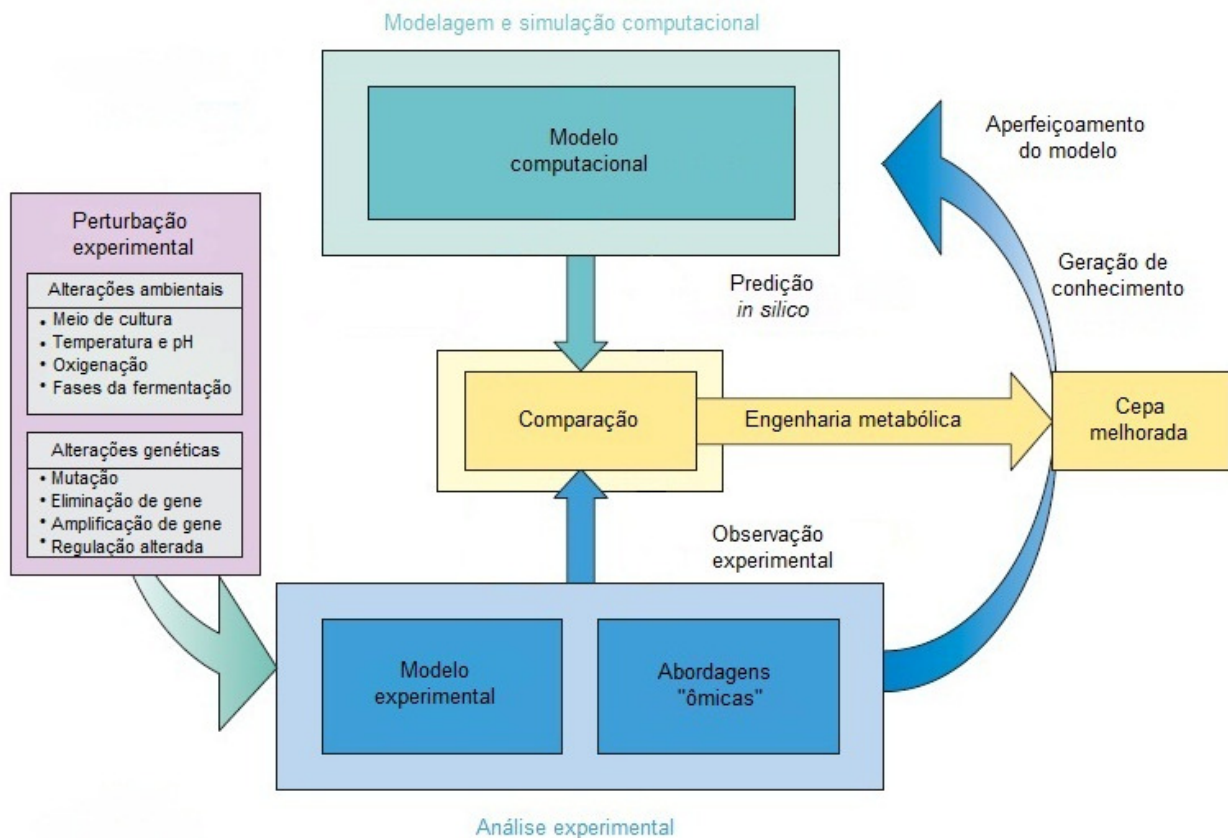 Modelagem e simulação computacional
Modelo
computacional
Aperfeiçoamento
do modelo
Perturbação
experimental
Alterações ambientais
• Meio de cultura
• Temperatura e pH
• Oxigenação
• Fases da fermentação
Alterações genéticas
• Mutação
• Eliminação de gene
• Amplificação de gene
• Regulação alterada
Predição
in silico
Geração de
conhecimento
Comparação
Engenharia metabólica
Cepa
melhorada
Observação
experimental
Modelo
experimental
Abordagens
"ômicas"
Análise experimental